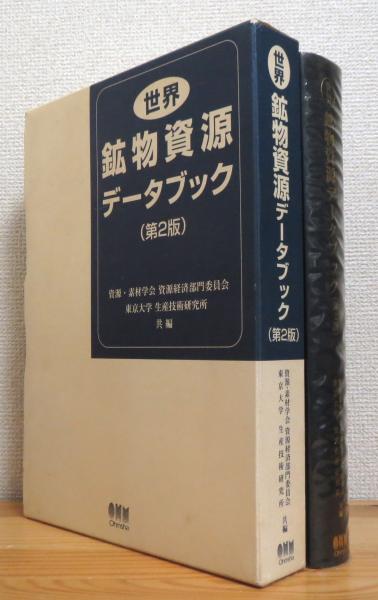 世界
鉱物資源
データブック
(第2版)
資源・素材学会 資源経済部門委員会
東京大学 生産技術研究所
共編
OHM
Ohmsha
世界
鉱物資源データブック(第2版)
資源・素材学会 資源経済部門委員会
東京大学 生産技術研究所
共編
OHM
Ohmsha